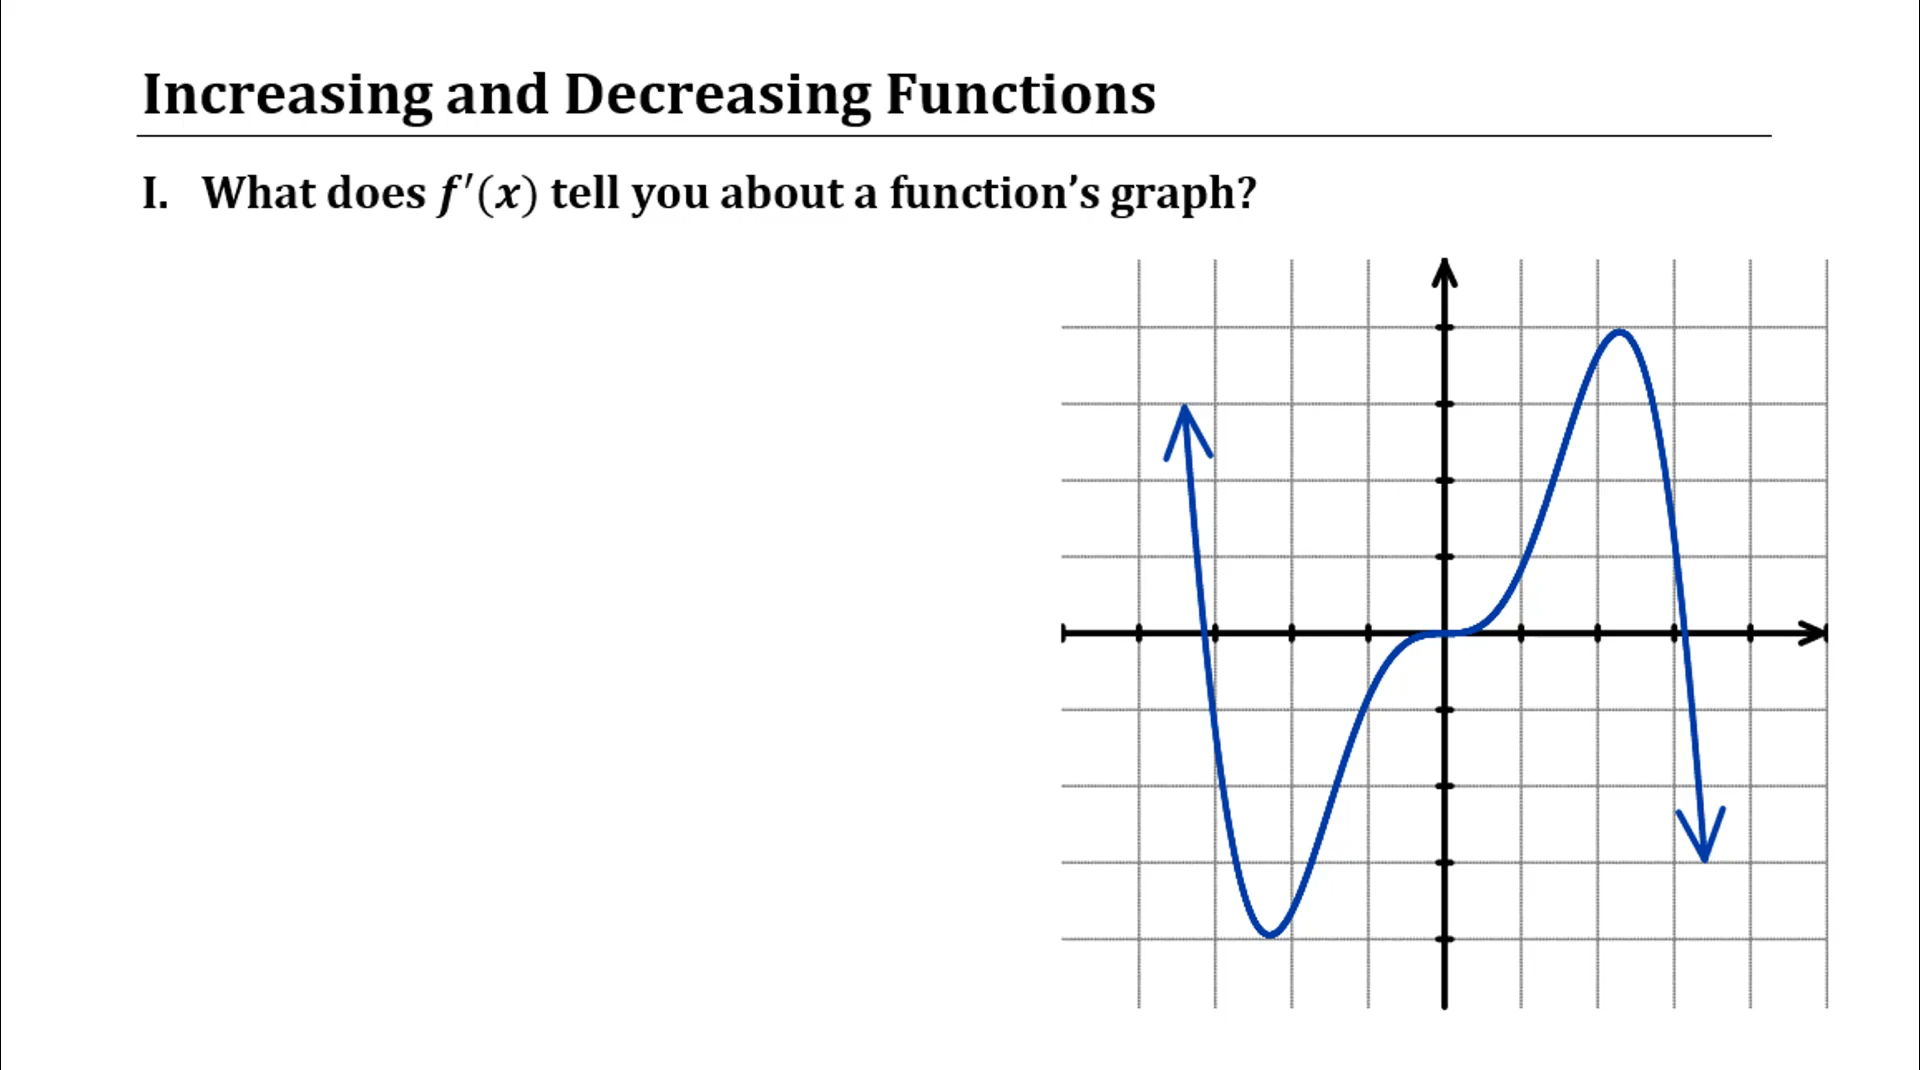 Increasing and Decreasing Functions
I. What does f′(x) tell you about a function’s graph?